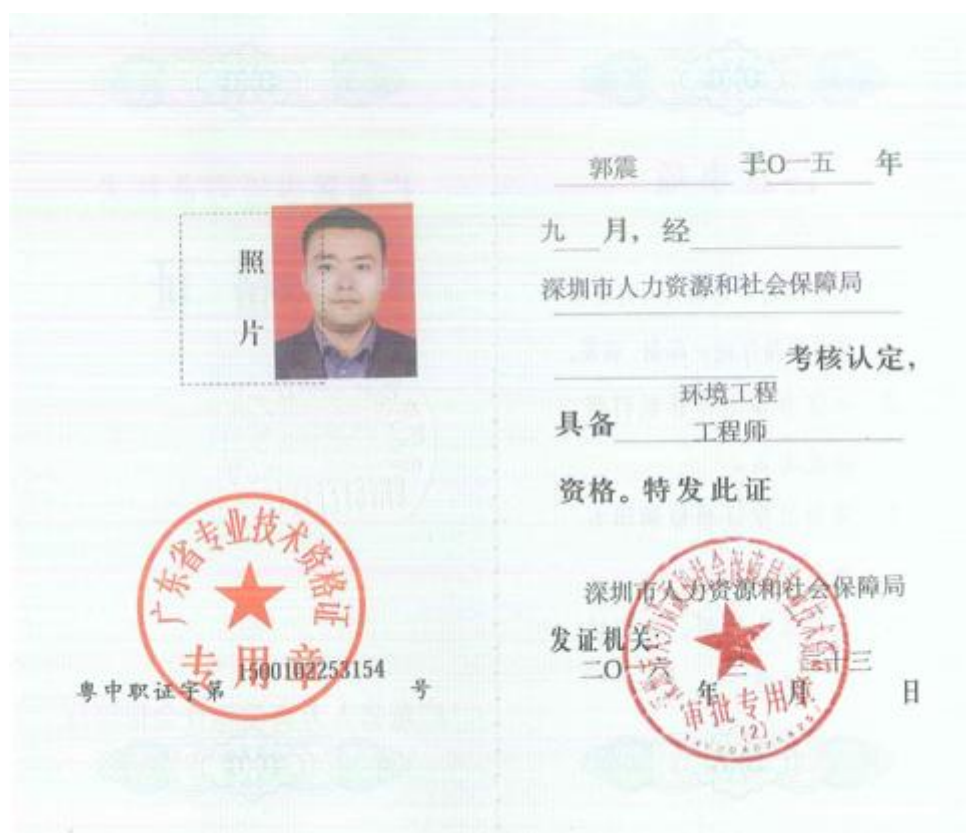 照
片
广东省专业技术资格证
专用章
粤中职证字第 1500102253154 号
郭震 于O一五 年
九 月，经
深圳市人力资源和社会保障局
考核认定，
具备 环境工程
工程师
资格。特发此证
深圳市人力资源和社会保障局
发证机关：
二O一六 年 二 月 廿三 日
审批专用章
(2)